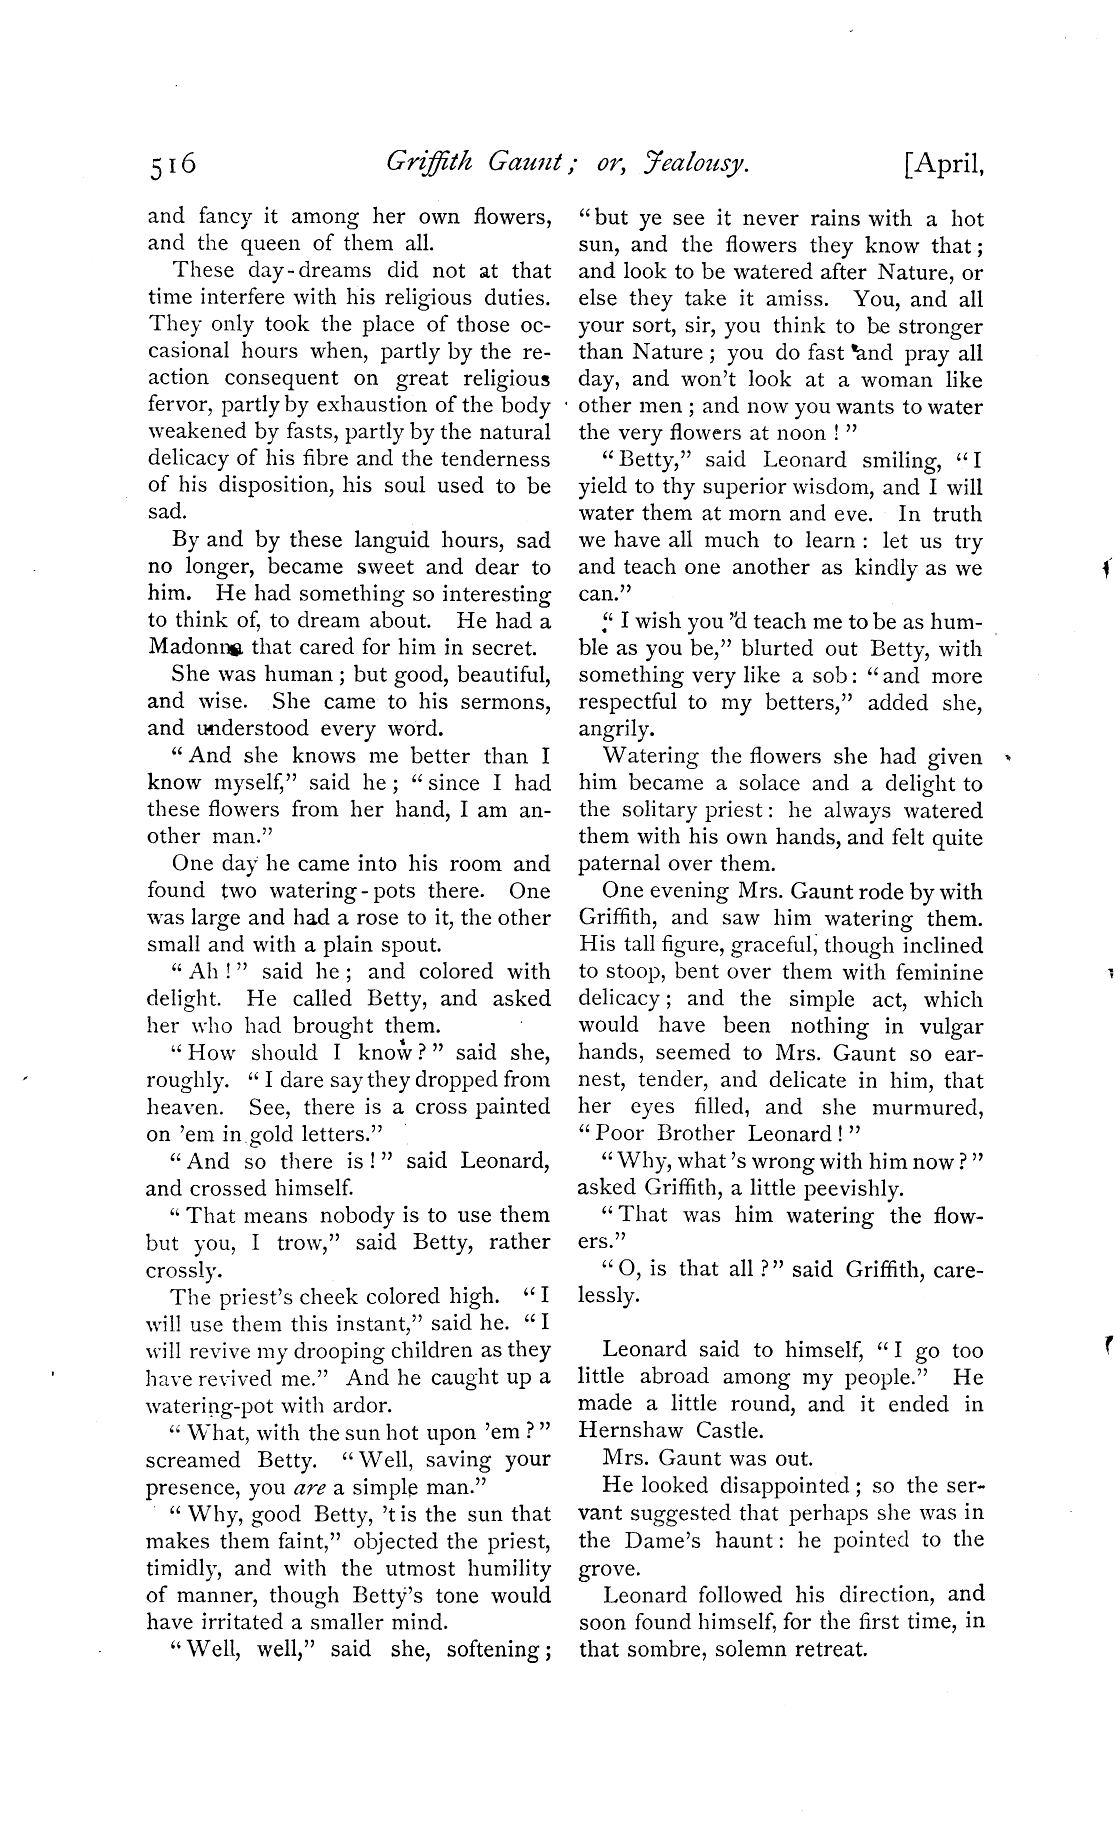 516 Griffith Gaunt; or, Jealousy. [April,
and fancy it among her own flowers,
and the queen of them all.
These day-dreams did not at that
time interfere with his religious duties.
They only took the place of those oc-
casional hours when, partly by the re-
action consequent on great religious
fervor, partly by exhaustion of the body
weakened by fasts, partly by the natural
delicacy of his fibre and the tenderness
of his disposition, his soul used to be
sad.
By and by these languid hours, sad
no longer, became sweet and dear to
him. He had something so interesting
to think of, to dream about. He had a
Madonna that cared for him in secret.
She was human; but good, beautiful,
and wise. She came to his sermons,
and understood every word.
"And she knows me better than I
know myself," said he; "since I had
these flowers from her hand, I am an-
other man."
One day he came into his room and
found two watering-pots there. One
was large and had a rose to it, the other
small and with a plain spout.
"Ah!" said he; and colored with
delight. He called Betty, and asked
her who had brought them.
"How should I know?" said she,
roughly. "I dare say they dropped from
heaven. See, there is a cross painted
on 'em in gold letters."
"And so there is!" said Leonard,
and crossed himself.
"That means nobody is to use them
but you, I trow," said Betty, rather
crossly.
The priest's cheek colored high. "I
will use them this instant," said he. "I
will revive my drooping children as they
have revived me." And he caught up a
watering-pot with ardor.
"What, with the sun hot upon 'em?"
screamed Betty. "Well, saving your
presence, you are a simple man."
"Why, good Betty, 't is the sun that
makes them faint," objected the priest,
timidly, and with the utmost humility
of manner, though Betty's tone would
have irritated a smaller mind.
"Well, well," said she, softening;
"but ye see it never rains with a hot
sun, and the flowers they know that;
and look to be watered after Nature, or
else they take it amiss. You, and all
your sort, sir, you think to be stronger
than Nature; you do fast and pray all
day, and won't look at a woman like
other men; and now you wants to water
the very flowers at noon!"
"Betty," said Leonard smiling, "I
yield to thy superior wisdom, and I will
water them at morn and eve. In truth
we have all much to learn: let us try
and teach one another as kindly as we
can."
"I wish you 'd teach me to be as hum-
ble as you be," blurted out Betty, with
something very like a sob: "and more
respectful to my betters," added she,
angrily.
Watering the flowers she had given
him became a solace and a delight to
the solitary priest: he always watered
them with his own hands, and felt quite
paternal over them.
One evening Mrs. Gaunt rode by with
Griffith, and saw him watering them.
His tall figure, graceful, though inclined
to stoop, bent over them with feminine
delicacy; and the simple act, which
would have been nothing in vulgar
hands, seemed to Mrs. Gaunt so ear-
nest, tender, and delicate in him, that
her eyes filled, and she murmured,
"Poor Brother Leonard!"
"Why, what 's wrong with him now?"
asked Griffith, a little peevishly.
"That was him watering the flow-
ers."
"O, is that all?" said Griffith, care-
lessly.
Leonard said to himself, "I go too
little abroad among my people." He
made a little round, and it ended in
Hernshaw Castle.
Mrs. Gaunt was out.
He looked disappointed; so the ser-
vant suggested that perhaps she was in
the Dame's haunt: he pointed to the
grove.
Leonard followed his direction, and
soon found himself, for the first time, in
that sombre, solemn retreat.